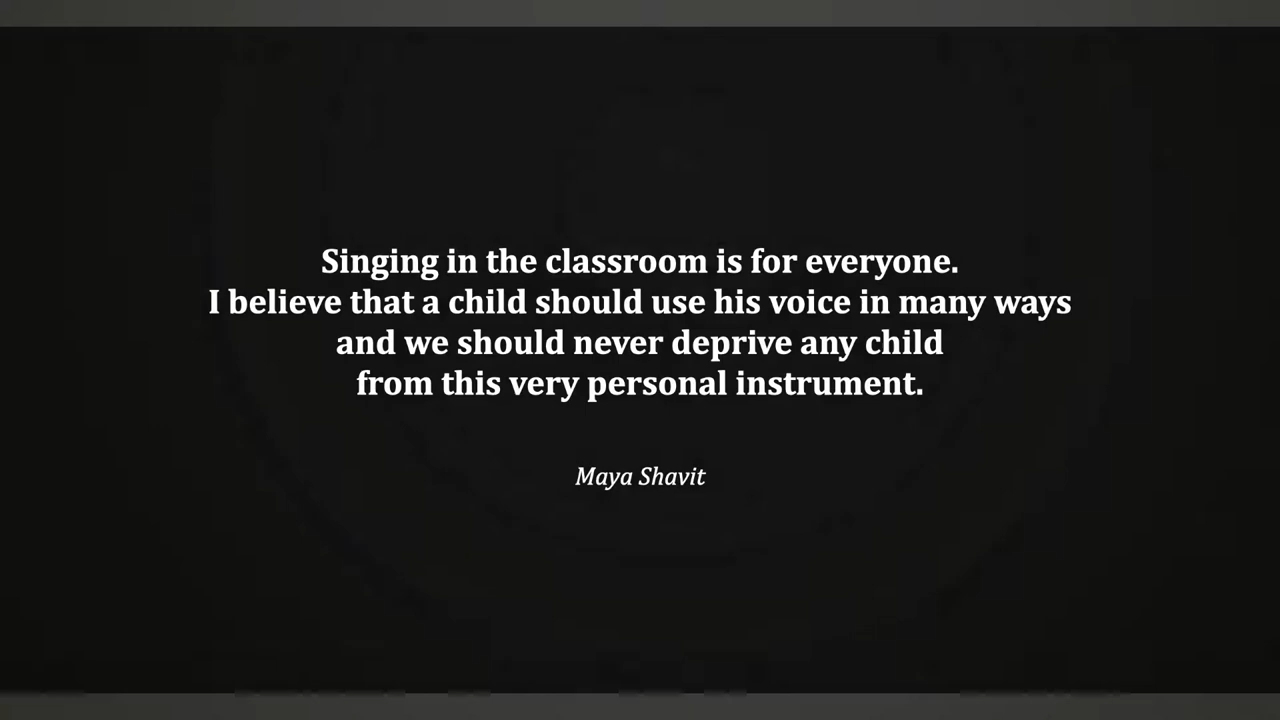 Singing in the classroom is for everyone.
I believe that a child should use his voice in many ways
and we should never deprive any child
from this very personal instrument.
Maya Shavit